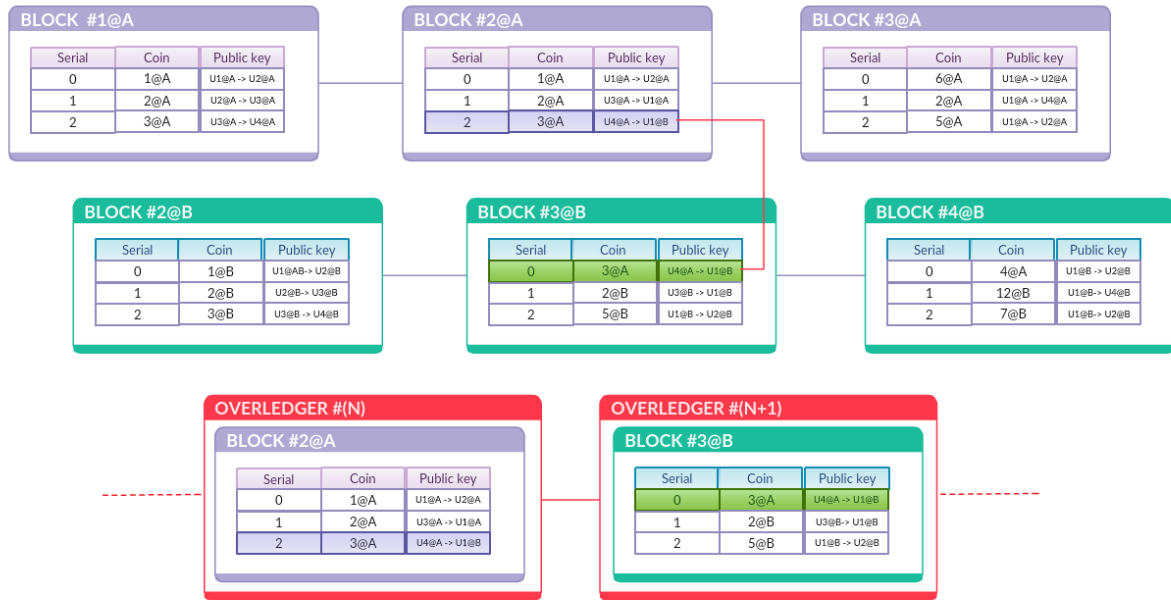 BLOCK #1@A
Serial Coin Public key
0 1@A U1@A -> U2@A
1 2@A U2@A -> U3@A
2 3@A U3@A -> U4@A
BLOCK #2@A
Serial Coin Public key
0 1@A U1@A -> U2@A
1 2@A U3@A -> U1@A
2 3@A U4@A -> U1@B
BLOCK #3@A
Serial Coin Public key
0 6@A U1@A -> U2@A
1 2@A U1@A -> U4@A
2 5@A U1@A -> U2@A
BLOCK #2@B
Serial Coin Public key
0 1@B U1@AB-> U2@B
1 2@B U2@B-> U3@B
2 3@B U3@B -> U4@B
BLOCK #3@B
Serial Coin Public key
0 3@A U4@A -> U1@B
1 2@B U3@B -> U1@B
2 5@B U1@B -> U2@B
BLOCK #4@B
Serial Coin Public key
0 4@A U1@B -> U2@B
1 12@B U1@B-> U4@B
2 7@B U1@B-> U2@B
OVERLEDGER #(N)
BLOCK #2@A
Serial Coin Public key
0 1@A U1@A -> U2@A
1 2@A U3@A -> U1@A
2 3@A U4@A -> U1@B
OVERLEDGER #(N+1)
BLOCK #3@B
Serial Coin Public key
0 3@A U4@A -> U1@B
1 2@B U3@B-> U1@B
2 5@B U1@B -> U2@B